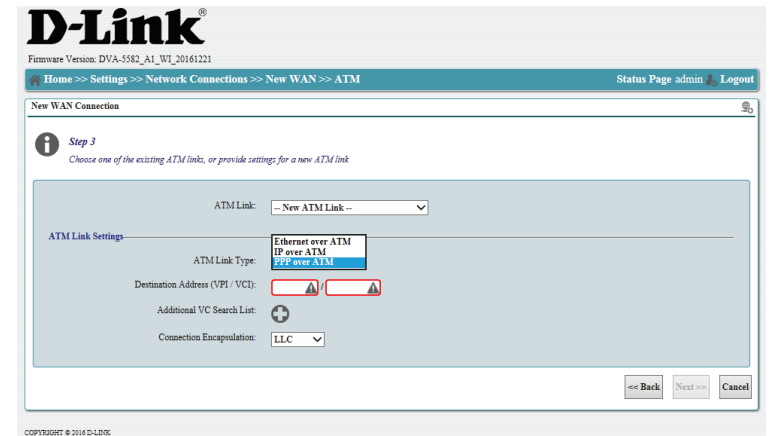 D-Link®
Firmware Version: DVA-5582_A1_WI_20161221
Home >> Settings >> Network Connections >> New WAN >> ATM Status Page admin Logout
New WAN Connection
Step 3
Choose one of the existing ATM links, or provide settings for a new ATM link
ATM Link: -- New ATM Link --
ATM Link Settings
Ethernet over ATM
IP over ATM
ATM Link Type: PPP over ATM
Destination Address (VPI / VCI): /
Additional VC Search List:
Connection Encapsulation: LLC
<< Back Next >> Cancel
COPYRIGHT © 2016 D-LINK